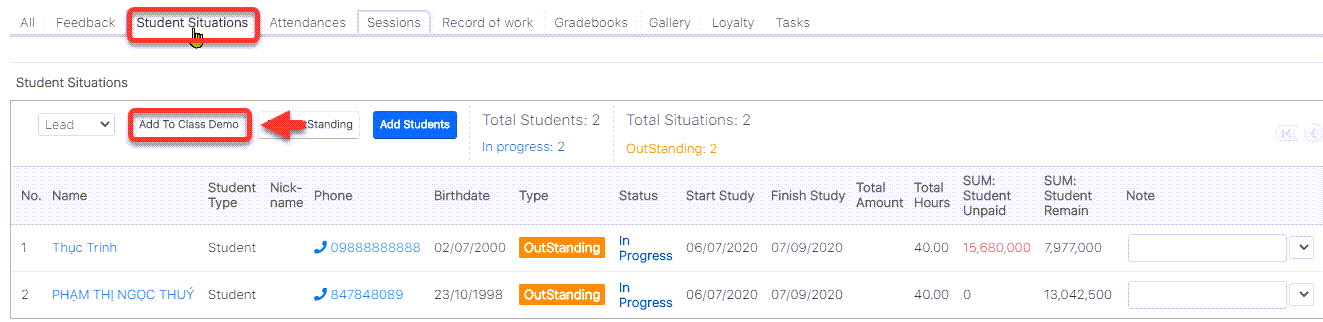 All Feedback Student Situations Attendances Sessions Record of work Gradebooks Gallery Loyalty Tasks
Student Situations
Lead Add To Class Demo Standing Add Students Total Students: 2 Total Situations: 2
In progress: 2 OutStanding: 2
No. Name Student Type Nick-name Phone Birthdate Type Status Start Study Finish Study Total Amount Total Hours SUM: Student Unpaid SUM: Student Remain Note
1 Thục Trinh Student 09888888888 02/07/2000 OutStanding In Progress 06/07/2020 07/09/2020 40.00 15,680,000 7,977,000
2 PHẠM THỊ NGỌC THUÝ Student 847848089 23/10/1998 OutStanding In Progress 06/07/2020 07/09/2020 40.00 0 13,042,500